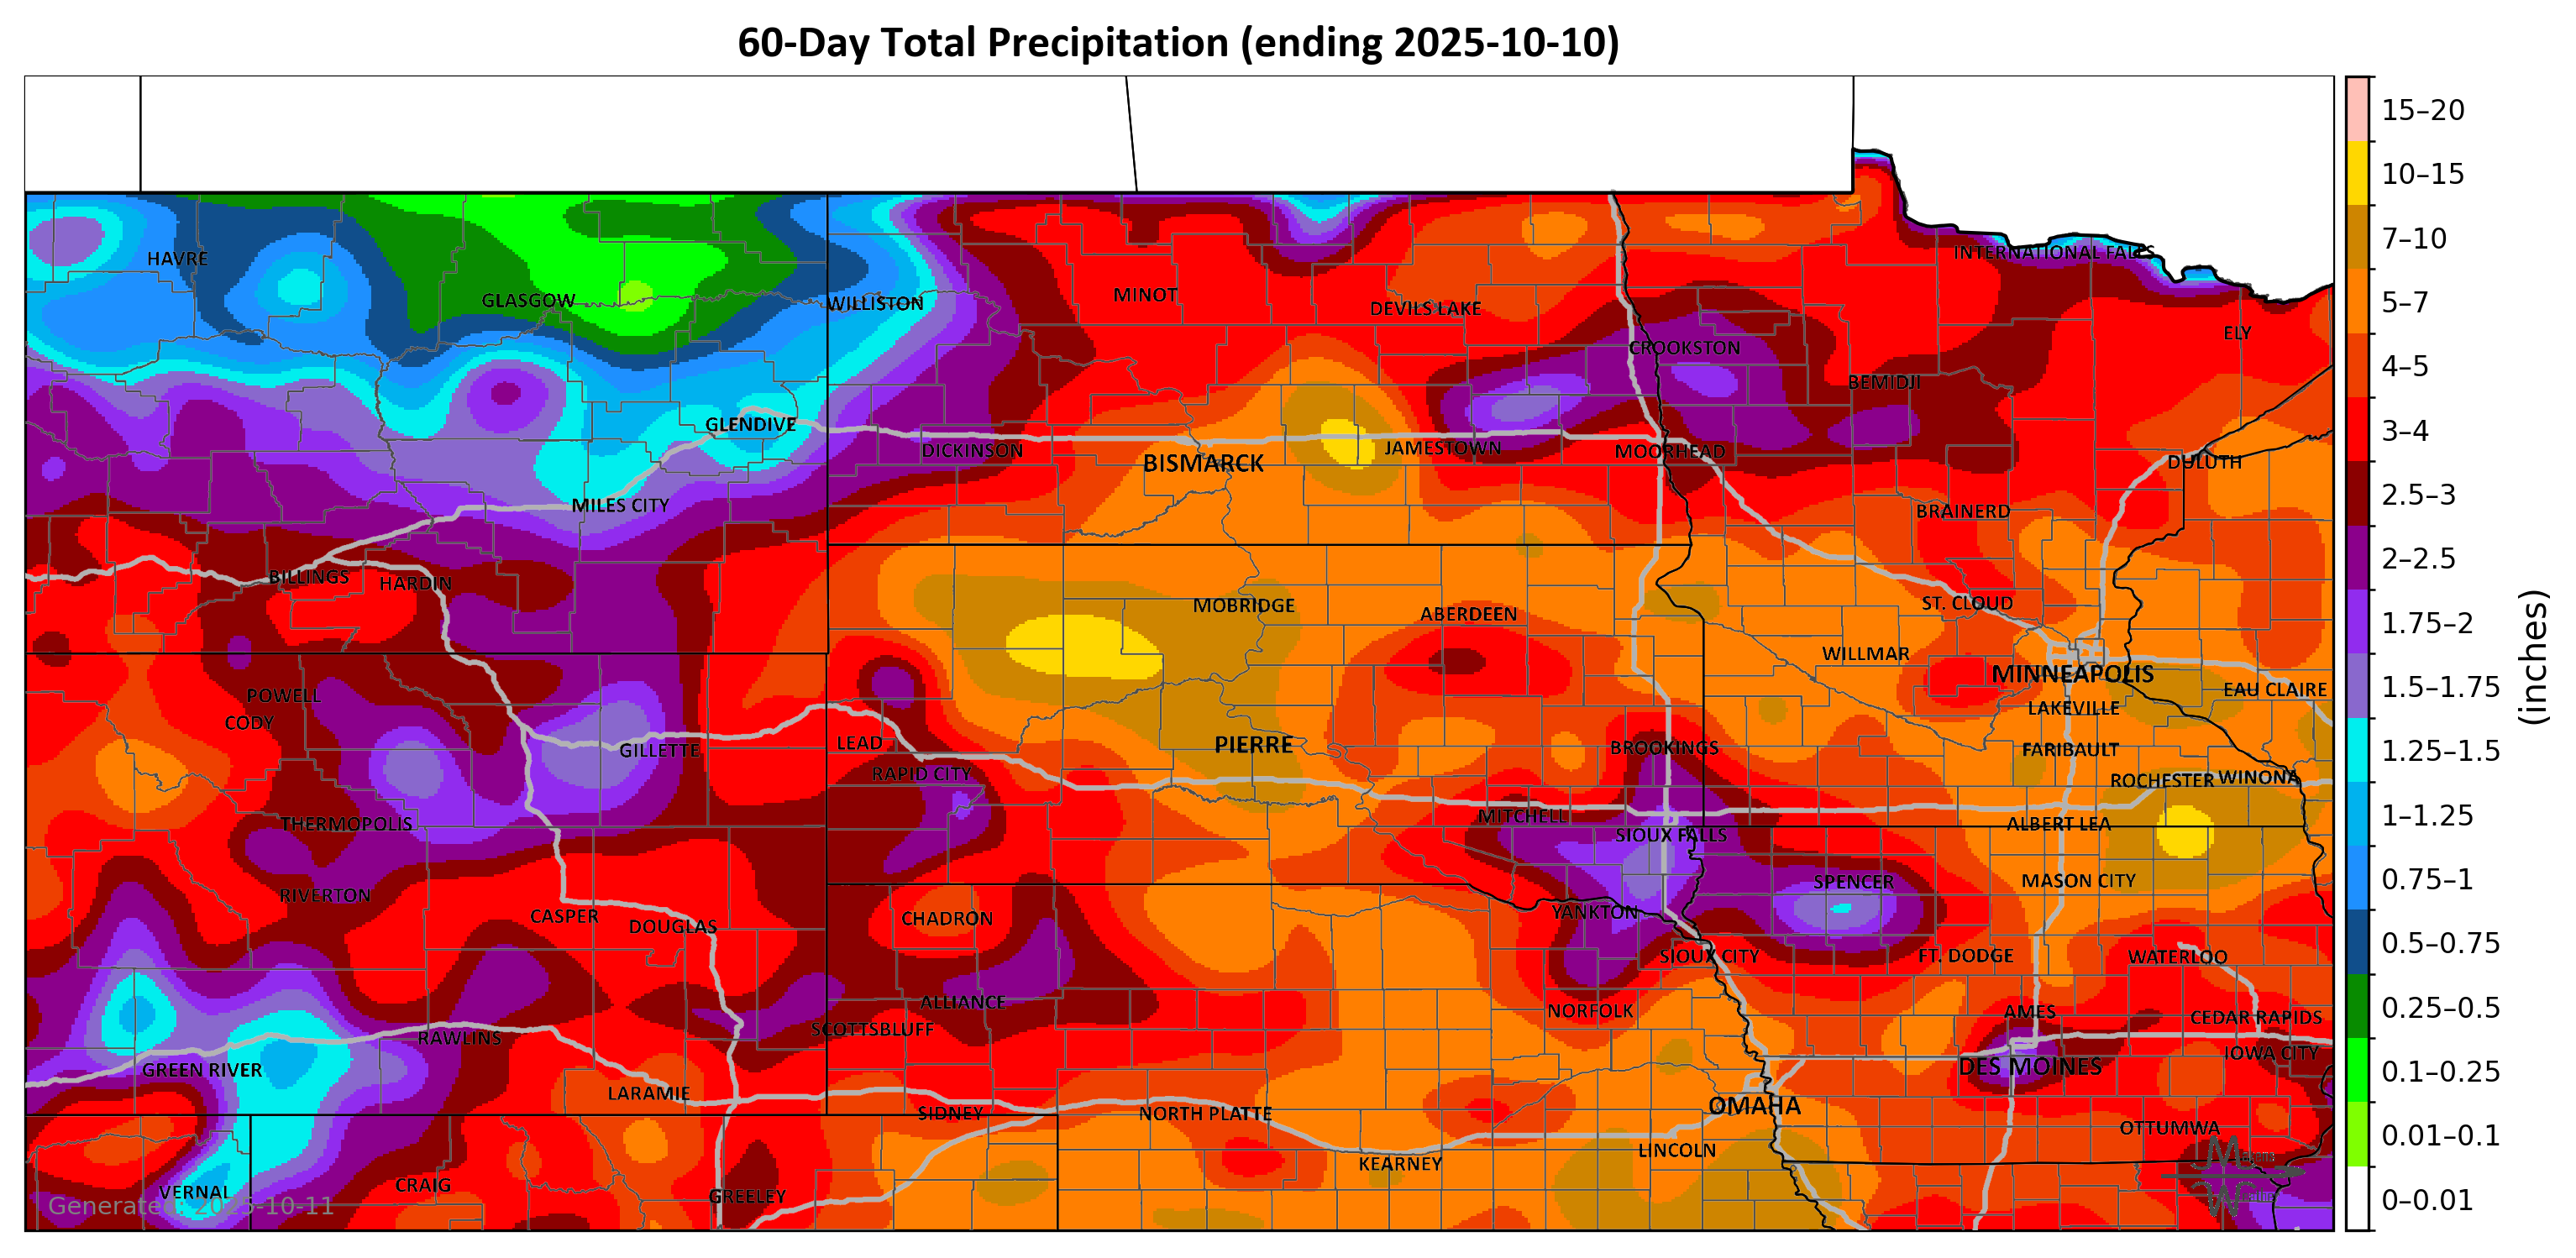 60-Day Total Precipitation (ending 2025-10-10)
15–20
10–15
7–10
5–7
4–5
3–4
2.5–3
2–2.5
1.75–2
1.5–1.75
1.25–1.5
1–1.25
0.75–1
0.5–0.75
0.25–0.5
0.1–0.25
0.01–0.1
0–0.01
(inches)
INTERNATIONAL FALLS
HAVRE
GLASGOW
WILLISTON
MINOT
DEVILS LAKE
ELY
CROOKSTON
BEMIDJI
GLENDIVE
DICKINSON
BISMARCK
JAMESTOWN
MOORHEAD
DULUTH
MILES CITY
BRAINERD
BILLINGS
HARDIN
MOBRIDGE
ABERDEEN
ST. CLOUD
WILLMAR
MINNEAPOLIS
EAU CLAIRE
POWELL
CODY
LAKEVILLE
GILLETTE
LEAD
PIERRE
BROOKINGS
FARIBAULT
RAPID CITY
ROCHESTER
WINONA
THERMOPOLIS
MITCHELL
SIOUX FALLS
ALBERT LEA
RIVERTON
SPENCER
MASON CITY
CASPER
DOUGLAS
CHADRON
YANKTON
SIOUX CITY
FT. DODGE
WATERLOO
ALLIANCE
NORFOLK
AMES
CEDAR RAPIDS
SCOTTSBLUFF
RAWLINS
IOWA CITY
GREEN RIVER
DES MOINES
LARAMIE
SIDNEY
NORTH PLATTE
OMAHA
OTTUMWA
LINCOLN
KEARNEY
VERNAL
CRAIG
GREELEY
Generated: 2025-10-11